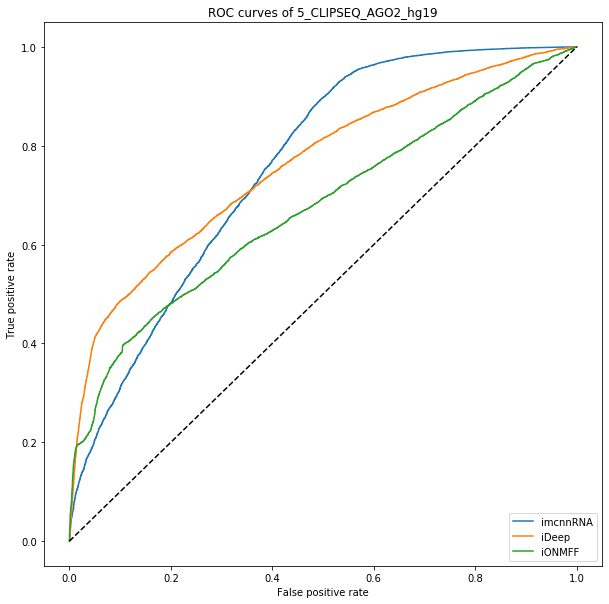 ROC curves of 5_CLIPSEQ_AGO2_hg19
1.0
0.8
0.6
0.4
0.2
0.0
True positive rate
0.0 0.2 0.4 0.6 0.8 1.0
False positive rate
imcnnRNA
iDeep
iONMFF